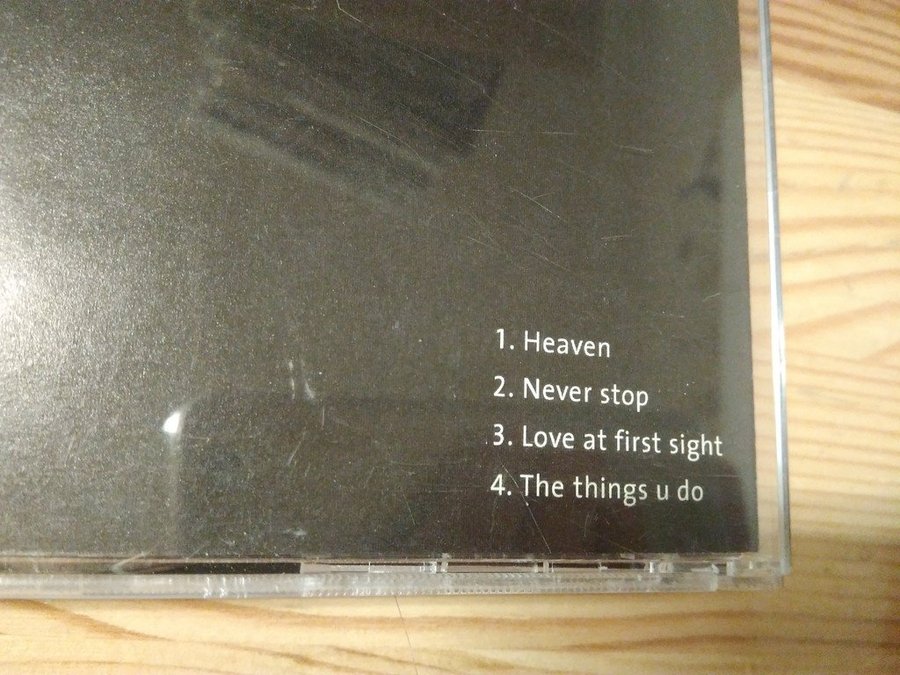 1. Heaven
2. Never stop
3. Love at first sight
4. The things u do